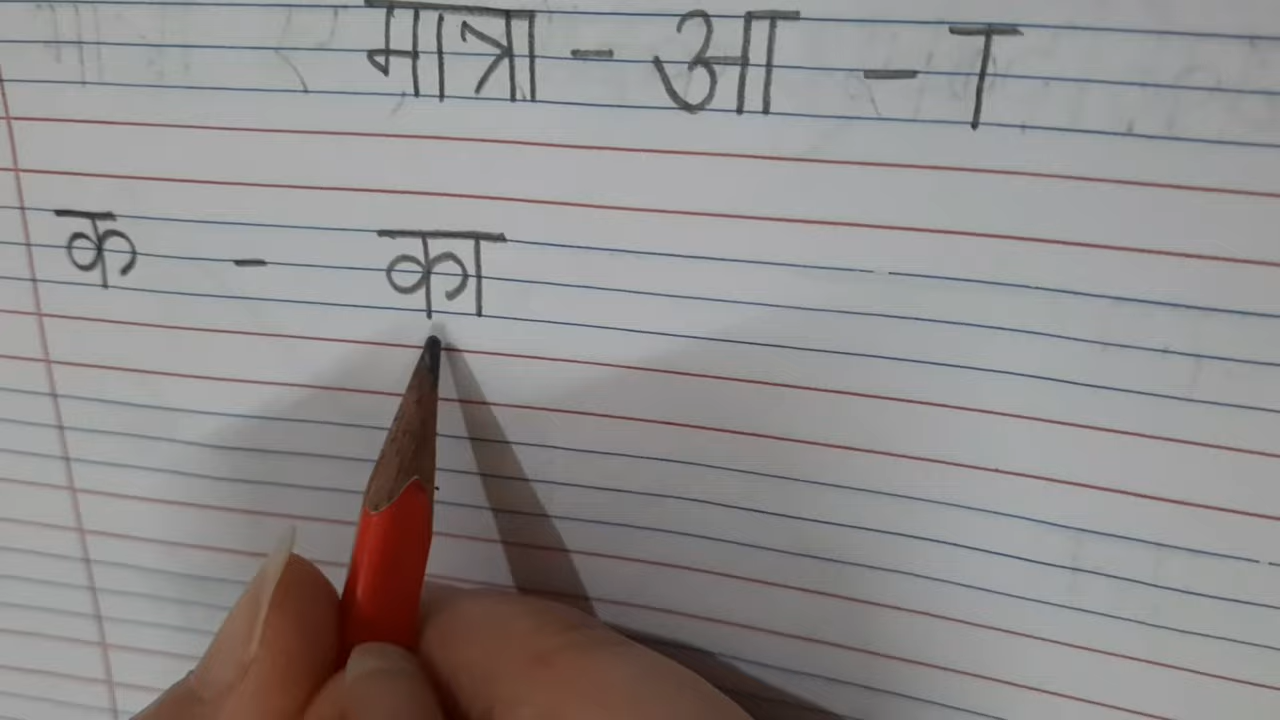 मात्रा - आ - ा
क - का